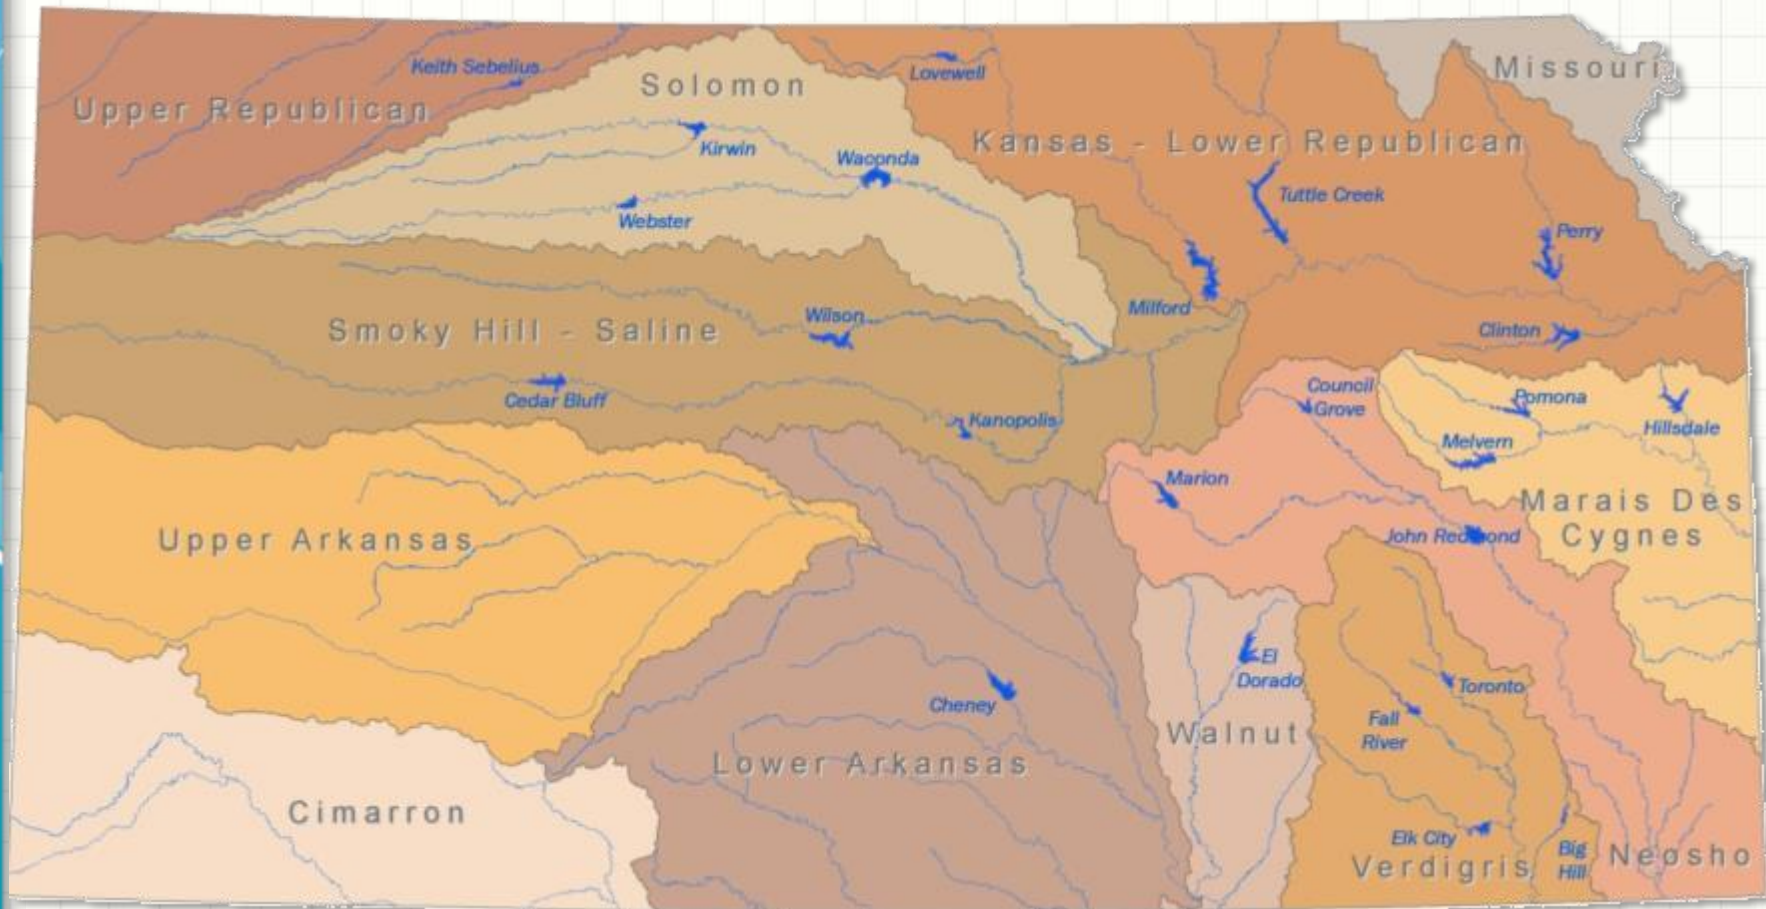 Missouri
Keith Sebelius
Lovewell
Solomon
Upper Republican
Kansas - Lower Republican
Kirwin
Waconda
Tuttle Creek
Webster
Perry
Milford
Wilson
Smoky Hill - Saline
Clinton
Cedar Bluff
Council
Grove
Pomona
Kanopolis
Hillsdale
Melvern
Marion
Marais Des
Cygnes
John Redmond
Upper Arkansas
El
Dorado
Toronto
Cheney
Fall
River
Walnut
Lower Arkansas
Cimarron
Elk City
Big
Hill
Verdigris
Neosho